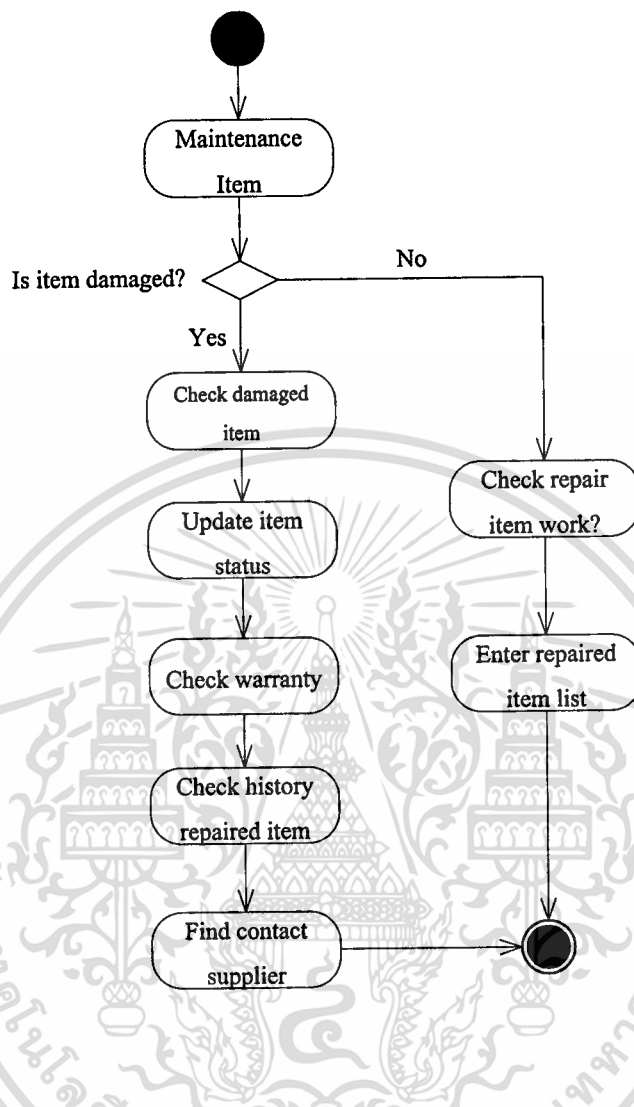 Maintenance
Item
Is item damaged?
No
Yes
Check damaged
item
Check repair
item work?
Update item
status
Check warranty
Enter repaired
item list
Check history
repaired item
Find contact
supplier